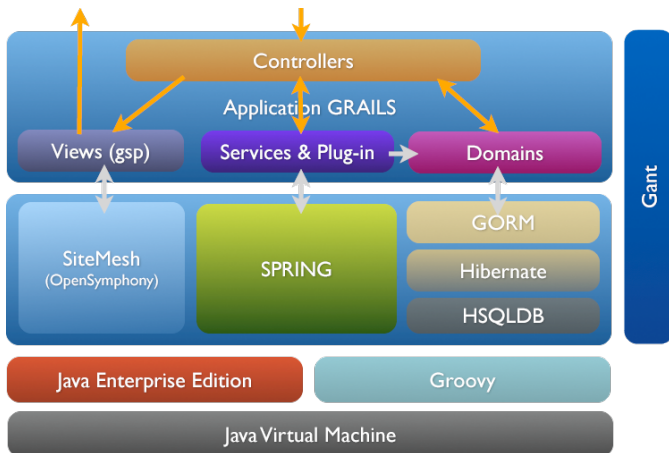 Controllers
Application GRAILS
Views (gsp)
Services & Plug-in
Domains
Gant
SiteMesh
(OpenSymphony)
SPRING
GORM
Hibernate
HSQLDB
Java Enterprise Edition
Groovy
Java Virtual Machine